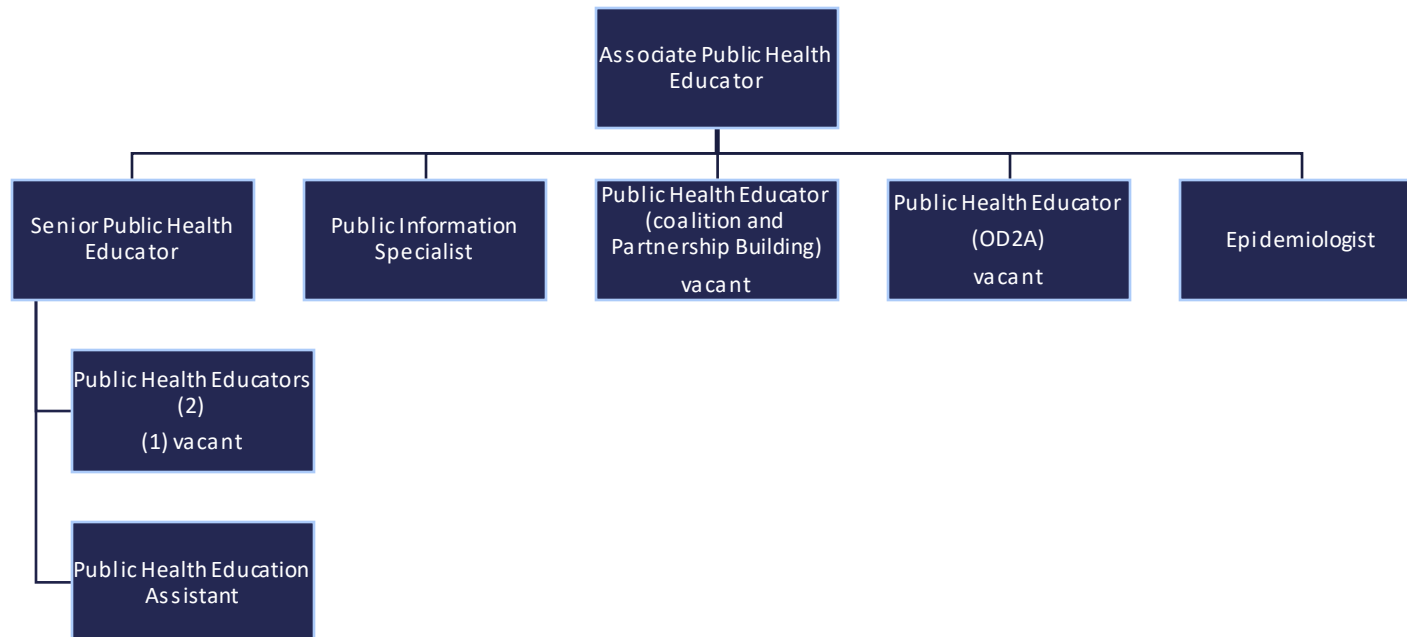 Associate Public Health
Educator
Senior Public Health
Educator
Public Information
Specialist
Public Health Educator
(coalition and
Partnership Building)
vacant
Public Health Educator
(OD2A)
vacant
Epidemiologist
Public Health Educators
(2)
(1) vacant
Public Health Education
Assistant